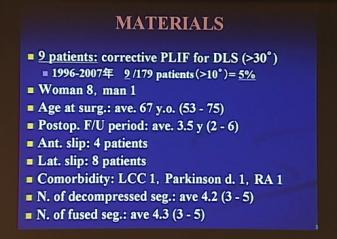 MATERIALS
9 patients: corrective PLIF for DLS (>30°)
1996-2007年 9 /179 patients(>10°)= 5%
Woman 8, man 1
Age at surg.: ave. 67 y.o. (53 - 75)
Postop. F/U period: ave. 3.5 y (2 - 6)
Ant. slip: 4 patients
Lat. slip: 8 patients
Comorbidity: LCC 1, Parkinson d. 1, RA 1
N. of decompressed seg.: ave 4.2 (3 - 5)
N. of fused seg.: ave 4.3 (3 - 5)